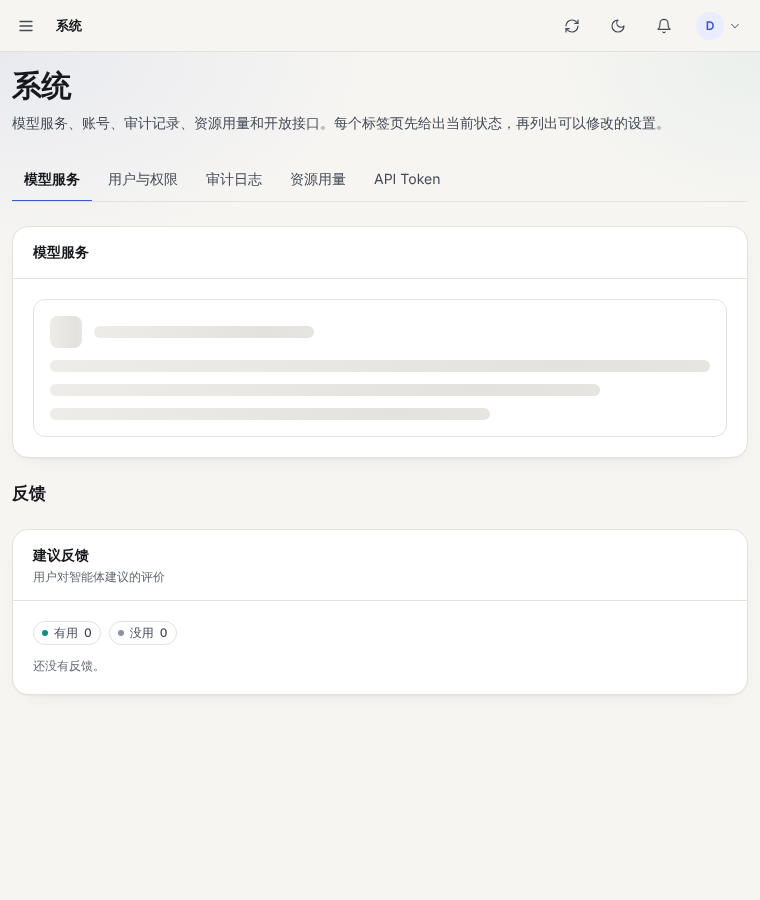 系统
D
系统
模型服务、账号、审计记录、资源用量和开放接口。每个标签页先给出当前状态，再列出可以修改的设置。
模型服务 用户与权限 审计日志 资源用量 API Token
模型服务
反馈
建议反馈
用户对智能体建议的评价
有用 0 没用 0
还没有反馈。